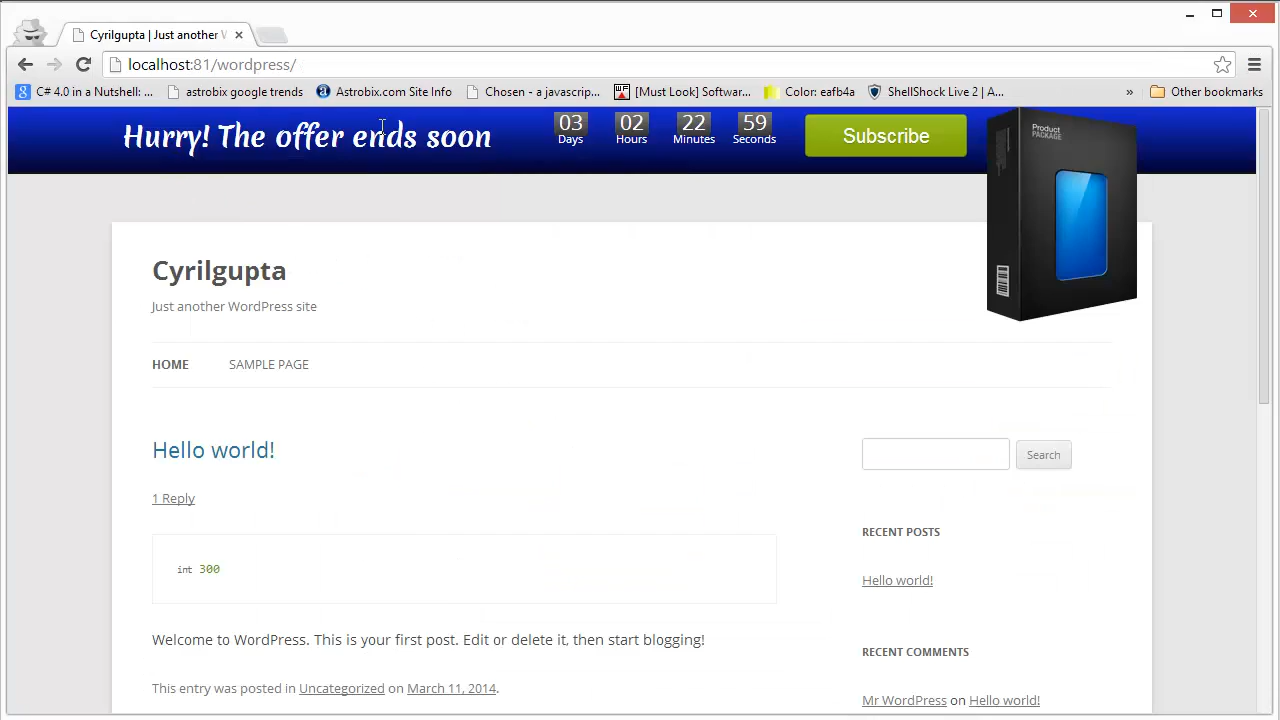 Cyrilgupta | Just another W
localhost:81/wordpress/
C# 4.0 in a Nutshell: ... astrobix google trends Astrobix.com Site Info Chosen - a javascrip... [Must Look] Softwar... Color: eafb4a ShellShock Live 2 | A... » Other bookmarks
Hurry! The offer ends soon
03 02 22 59
Days Hours Minutes Seconds
Subscribe
Product
PACKAGE
Cyrilgupta
Just another WordPress site
HOME SAMPLE PAGE
Hello world!
1 Reply
int 300
Welcome to WordPress. This is your first post. Edit or delete it, then start blogging!
This entry was posted in Uncategorized on March 11, 2014.
Search
RECENT POSTS
Hello world!
RECENT COMMENTS
Mr WordPress on Hello world!